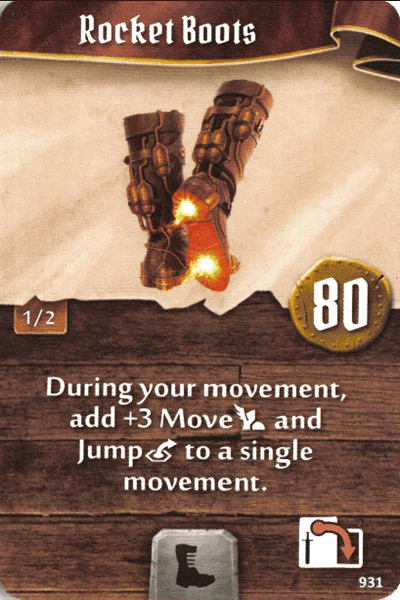 Rocket Boots
1/2
80
During your movement,
add +3 Move and
Jump to a single
movement.
931